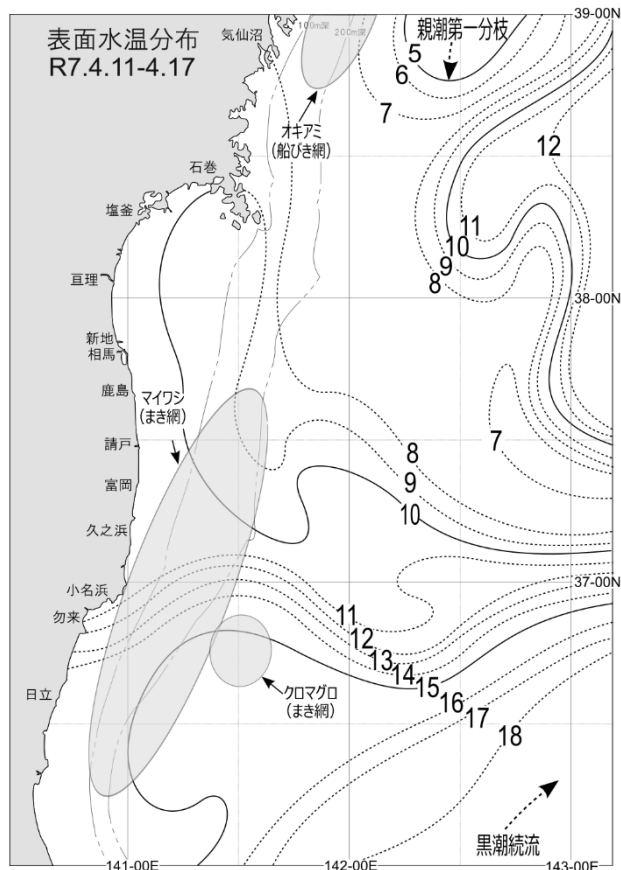 表面水温分布
R7.4.11-4.17
気仙沼
100m深
200m深
親潮第一分枝
39-00N
5
6
7
オキアミ
(船びき網)
石巻
塩釜
亘理
12
11
10
9
8
38-00N
新地
相馬
鹿島
マイワシ
(まき網)
請戸
富岡
久之浜
7
8
9
10
小名浜
勿来
37-00N
11
12
13
14
15
16
17
18
日立
クロマグロ
(まき網)
黒潮続流
141-00E
142-00E
143-00E